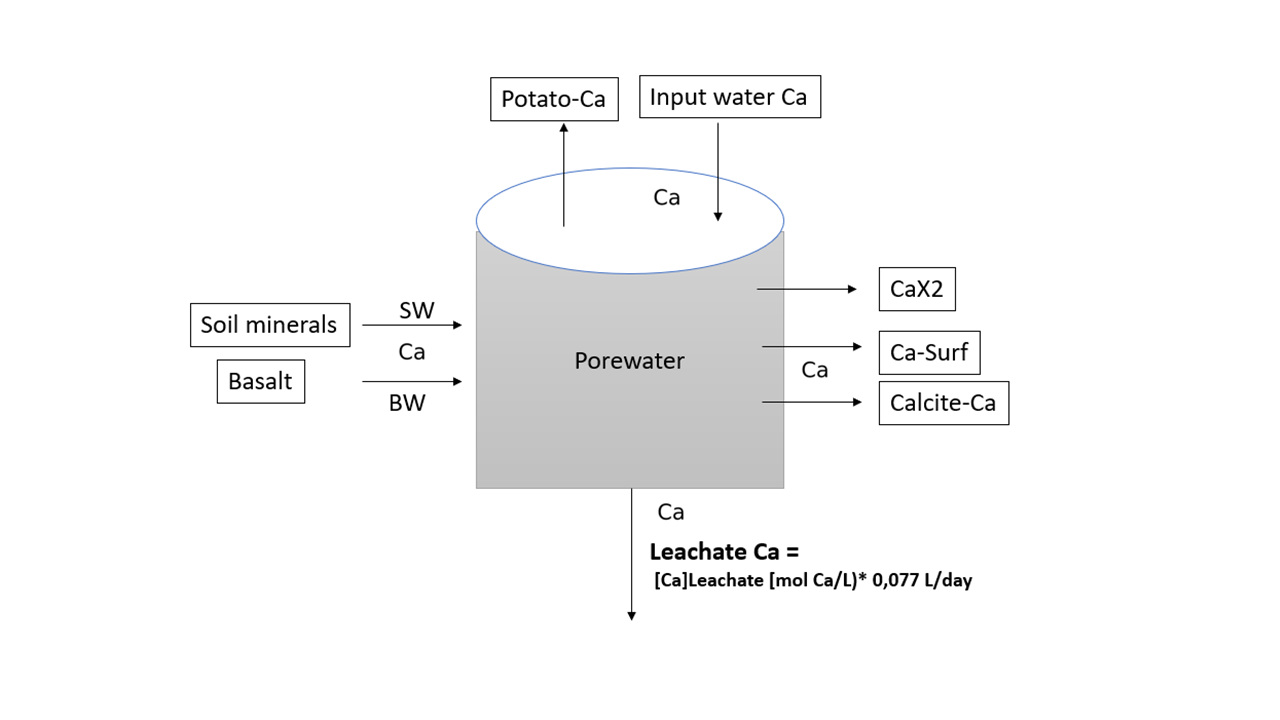 Potato-Ca
Input water Ca
Ca
CaX2
Soil minerals
SW
Ca
Ca-Surf
Porewater
Ca
Basalt
BW
Calcite-Ca
Ca
Leachate Ca =
[Ca]Leachate [mol Ca/L)* 0,077 L/day